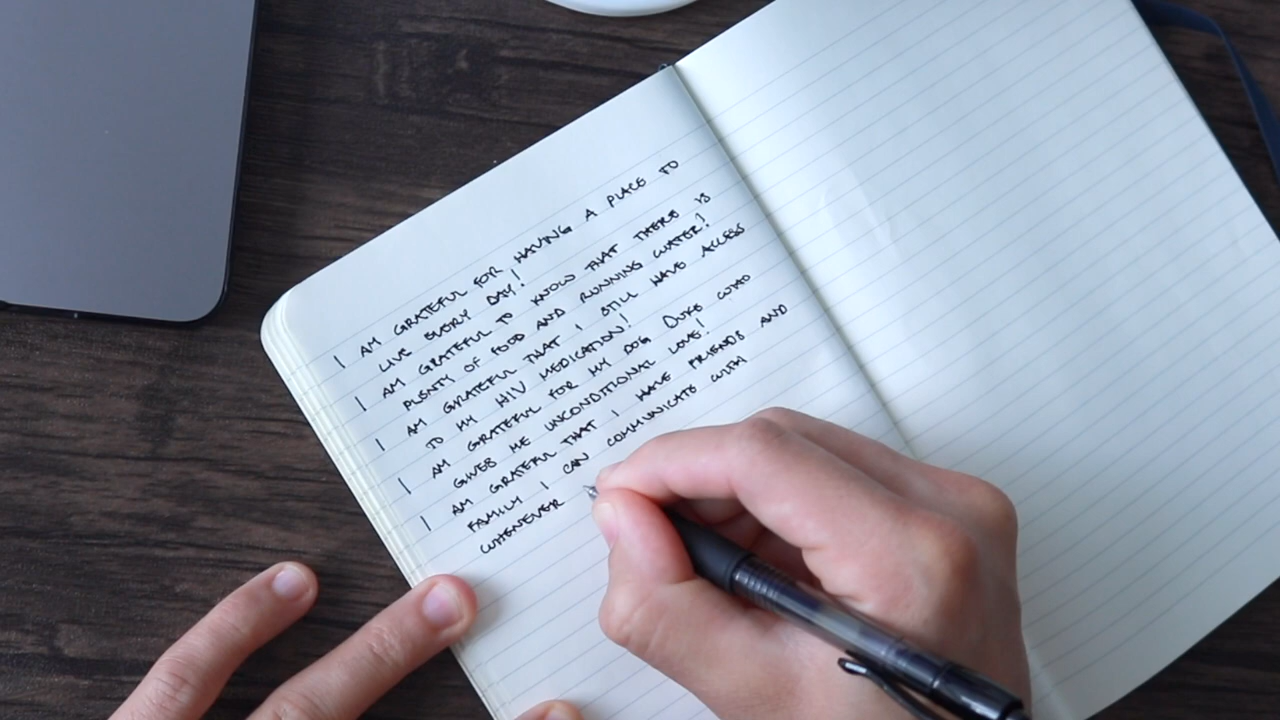 I AM GRATEFUL FOR HAVING A PLACE TO
LIVE EVERY DAY!
I AM GRATEFUL TO KNOW THAT THERE IS
PLENTY OF FOOD AND RUNNING WATER!
I AM GRATEFUL THAT I STILL HAVE ACCESS
TO MY HIV MEDICATION!
I AM GRATEFUL FOR MY DOG DUKE WHO
GIVES ME UNCONDITIONAL LOVE!
I AM GRATEFUL THAT I HAVE FRIENDS AND
FAMILY I CAN COMMUNICATE WITH
WHENEVER